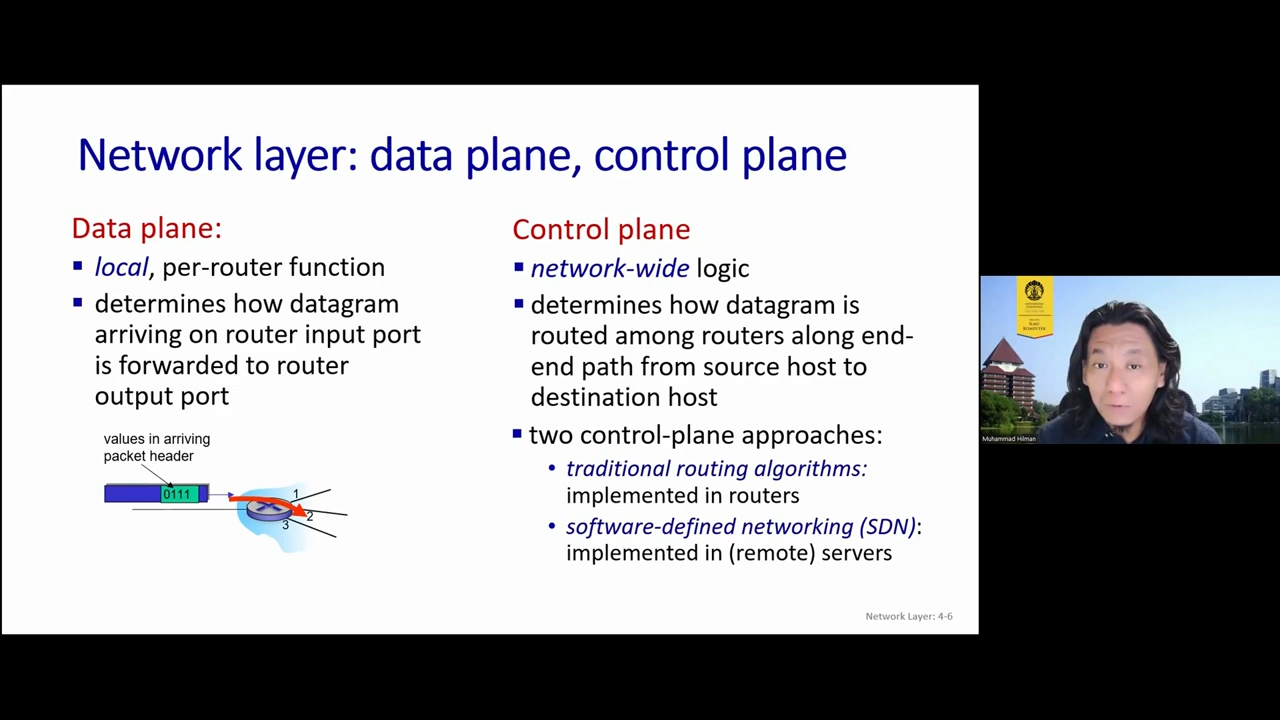 Network layer: data plane, control plane
Data plane:
▪ local, per-router function
▪ determines how datagram
arriving on router input port
is forwarded to router
output port
values in arriving
packet header
0111
1
2
3
Control plane
▪ network-wide logic
▪ determines how datagram is
routed among routers along end-
end path from source host to
destination host
▪ two control-plane approaches:
• traditional routing algorithms:
implemented in routers
• software-defined networking (SDN):
implemented in (remote) servers
Network Layer: 4-6
ILMU
KOMPUTER
Muhammad Hilman